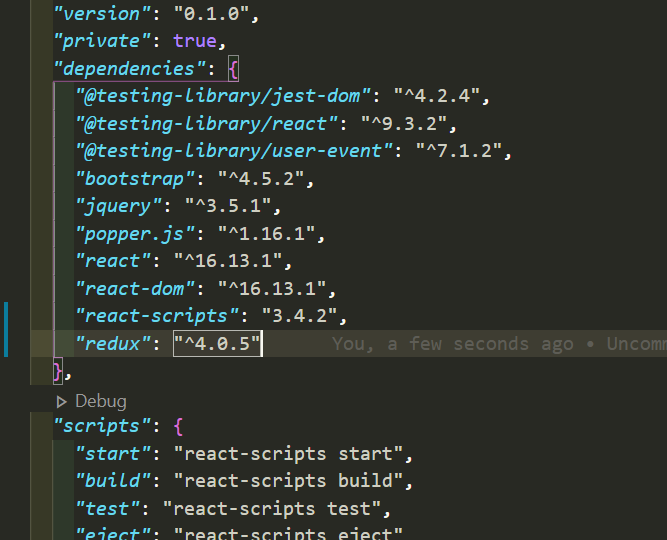 "version": "0.1.0",
"private": true,
"dependencies": {
"@testing-library/jest-dom": "^4.2.4",
"@testing-library/react": "^9.3.2",
"@testing-library/user-event": "^7.1.2",
"bootstrap": "^4.5.2",
"jquery": "^3.5.1",
"popper.js": "^1.16.1",
"react": "^16.13.1",
"react-dom": "^16.13.1",
"react-scripts": "3.4.2",
"redux": "^4.0.5" You, a few seconds ago • Uncomm
},
Debug
"scripts": {
"start": "react-scripts start",
"build": "react-scripts build",
"test": "react-scripts test",
"eject": "react-scripts eject"